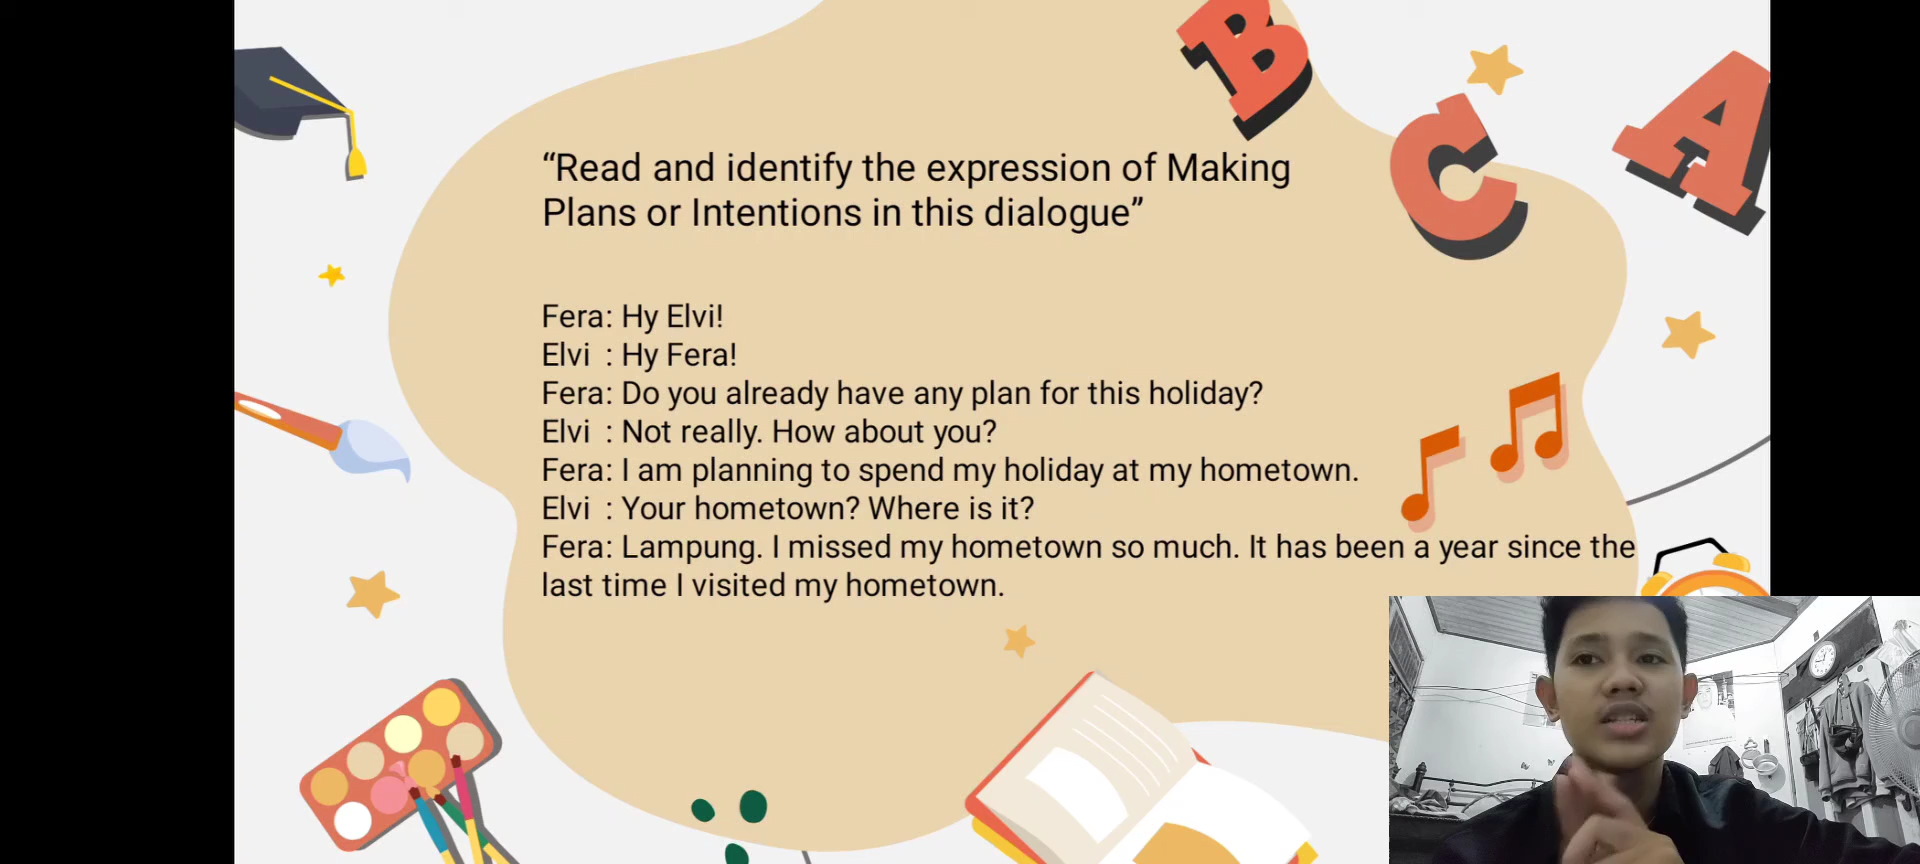 “Read and identify the expression of Making
Plans or Intentions in this dialogue”
Fera: Hy Elvi!
Elvi : Hy Fera!
Fera: Do you already have any plan for this holiday?
Elvi : Not really. How about you?
Fera: I am planning to spend my holiday at my hometown.
Elvi : Your hometown? Where is it?
Fera: Lampung. I missed my hometown so much. It has been a year since the
last time I visited my hometown.
B
C
A